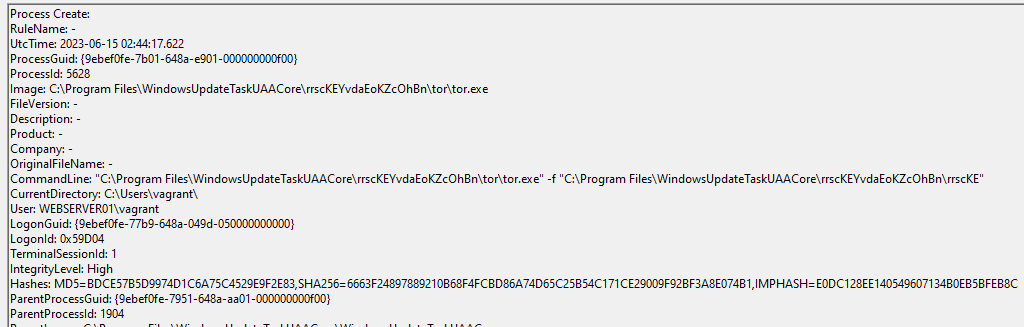 Process Create:
RuleName: -
UtcTime: 2023-06-15 02:44:17.622
ProcessGuid: {9ebef0fe-7b01-648a-e901-000000000f00}
ProcessId: 5628
Image: C:\Program Files\WindowsUpdateTaskUAACore\rrscKEYvdaEoKZcOhBn\tor\tor.exe
FileVersion: -
Description: -
Product: -
Company: -
OriginalFileName: -
CommandLine: "C:\Program Files\WindowsUpdateTaskUAACore\rrscKEYvdaEoKZcOhBn\tor\tor.exe" -f "C:\Program Files\WindowsUpdateTaskUAACore\rrscKEYvdaEoKZcOhBn\rrscKE"
CurrentDirectory: C:\Users\vagrant\
User: WEBSERVER01\vagrant
LogonGuid: {9ebef0fe-77b9-648a-049d-050000000000}
LogonId: 0x59D04
TerminalSessionId: 1
IntegrityLevel: High
Hashes: MD5=BDCE57B5D9974D1C6A75C4529E9F2E83,SHA256=6663F24897889210B68F4FCBD86A74D65C25B54C171CE29009F92BF3A8E074B1,IMPHASH=E0DC128EE140549607134B0EB5BFEB8C
ParentProcessGuid: {9ebef0fe-7951-648a-aa01-000000000f00}
ParentProcessId: 1904